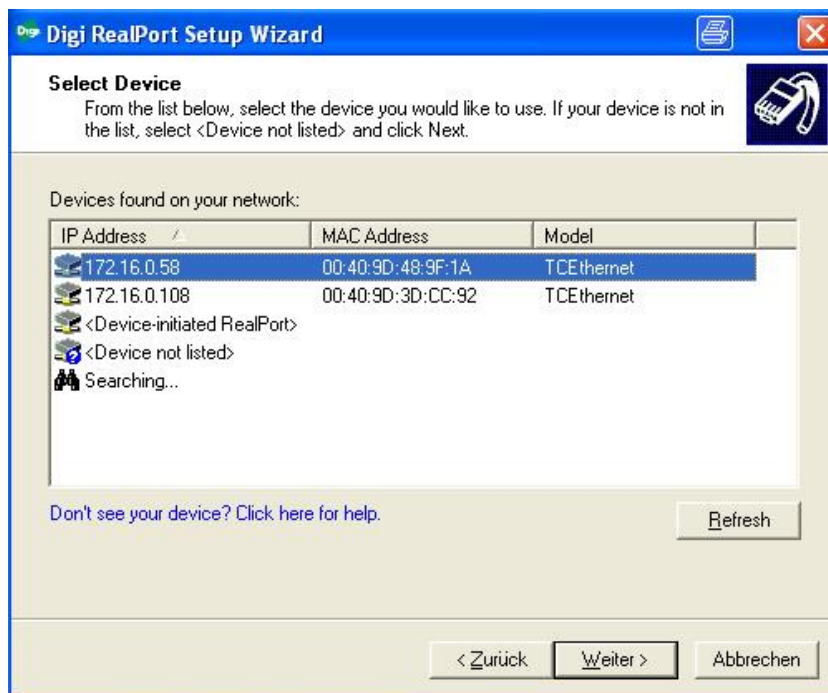 Digi Digi RealPort Setup Wizard
Select Device
From the list below, select the device you would like to use. If your device is not in
the list, select <Device not listed> and click Next.
Devices found on your network:
IP Address MAC Address Model
172.16.0.58 00:40:9D:48:9F:1A TCEthernet
172.16.0.108 00:40:9D:3D:CC:92 TCEthernet
<Device-initiated RealPort>
<Device not listed>
Searching...
Don't see your device? Click here for help.
Refresh
< Zurück Weiter > Abbrechen